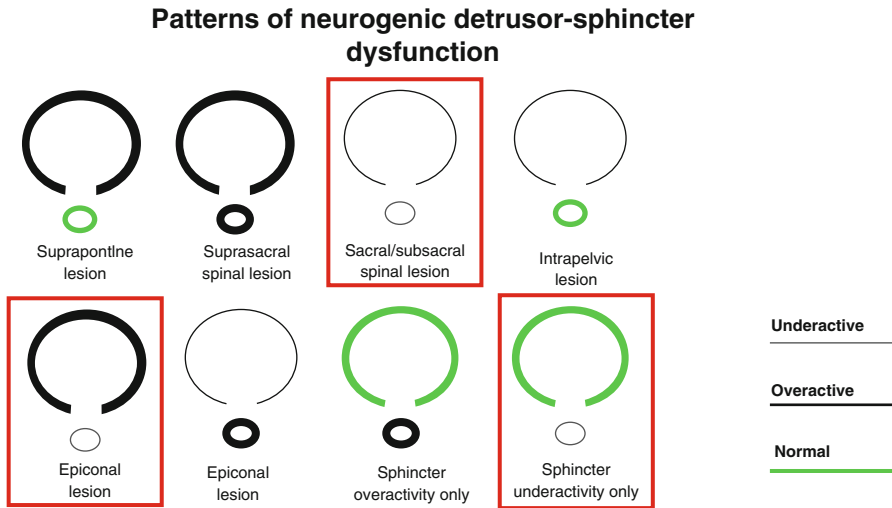 Patterns of neurogenic detrusor-sphincter
dysfunction
Suprapontlne
lesion
Suprasacral
spinal lesion
Sacral/subsacral
spinal lesion
Intrapelvic
lesion
Epiconal
lesion
Epiconal
lesion
Sphincter
overactivity only
Sphincter
underactivity only
Underactive
Overactive
Normal